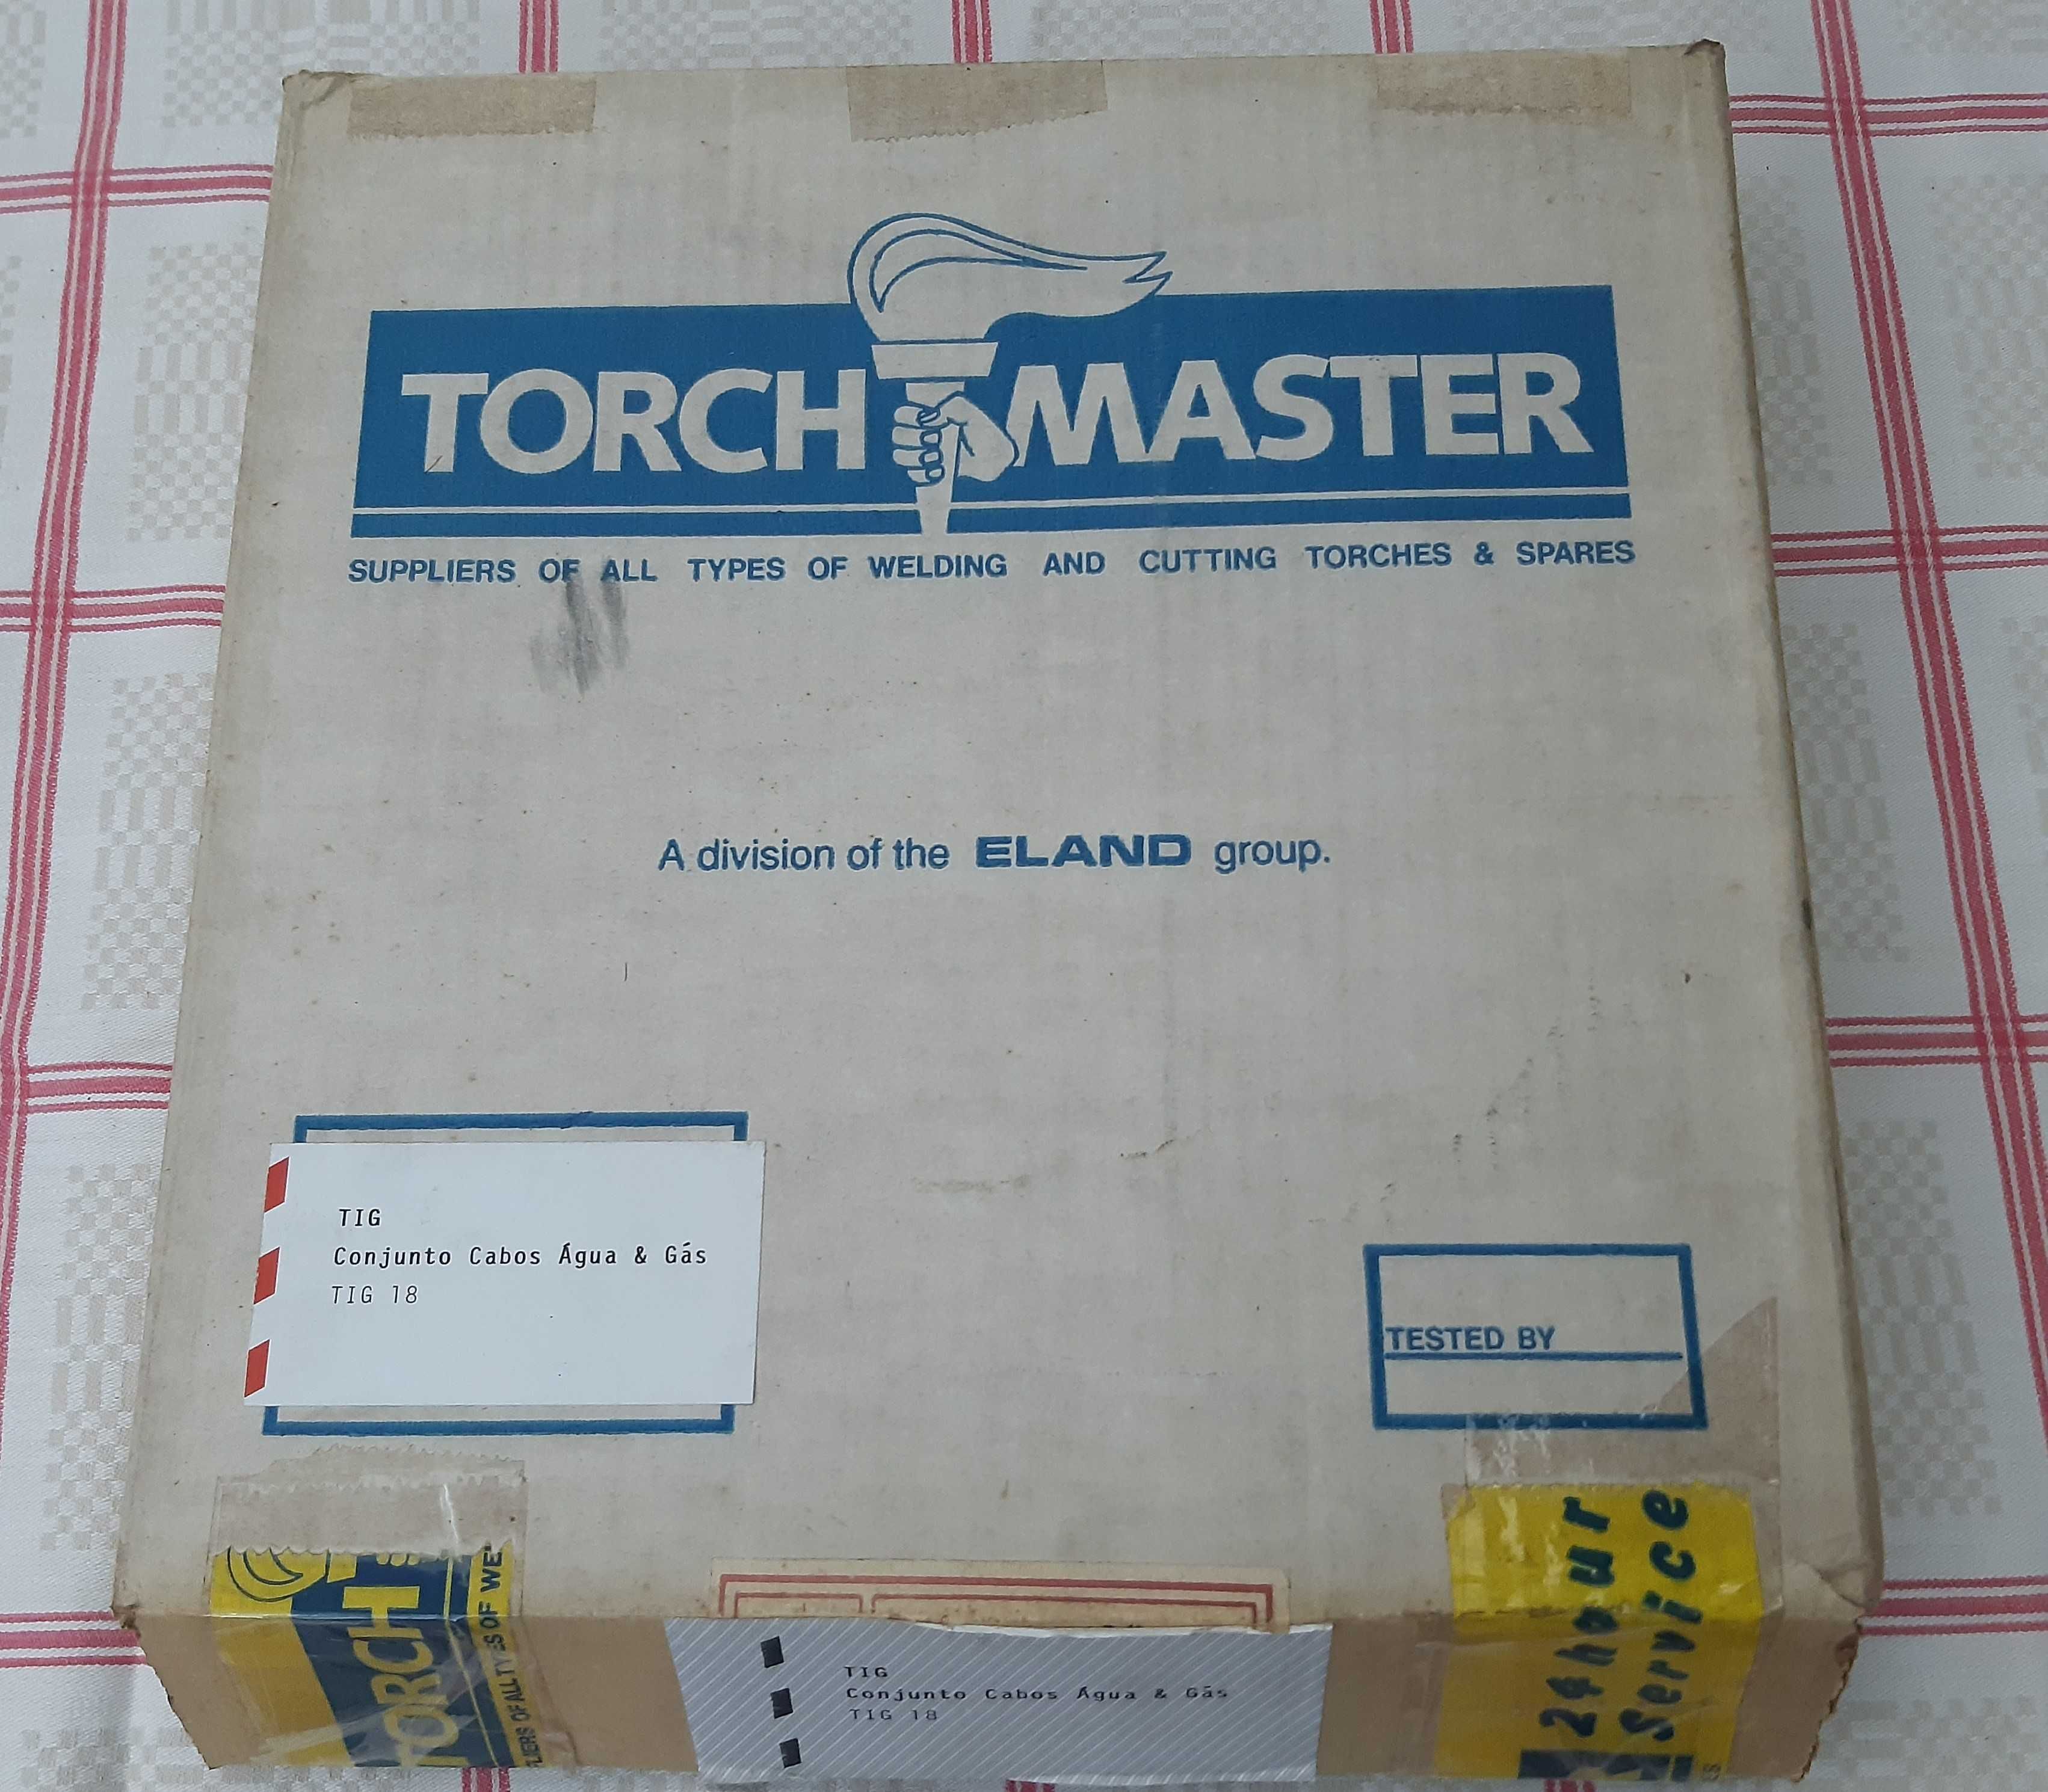 TORCH MASTER
SUPPLIERS OF ALL TYPES OF WELDING AND CUTTING TORCHES & SPARES
A division of the ELAND group.
TIG
Conjunto Cabos Água & Gás
TIG 18
TESTED BY
TORCH
OF ALL TYPES OF WE
TIG
Conjunto Cabos Água & Gás
TIG 18
24 hour
Service